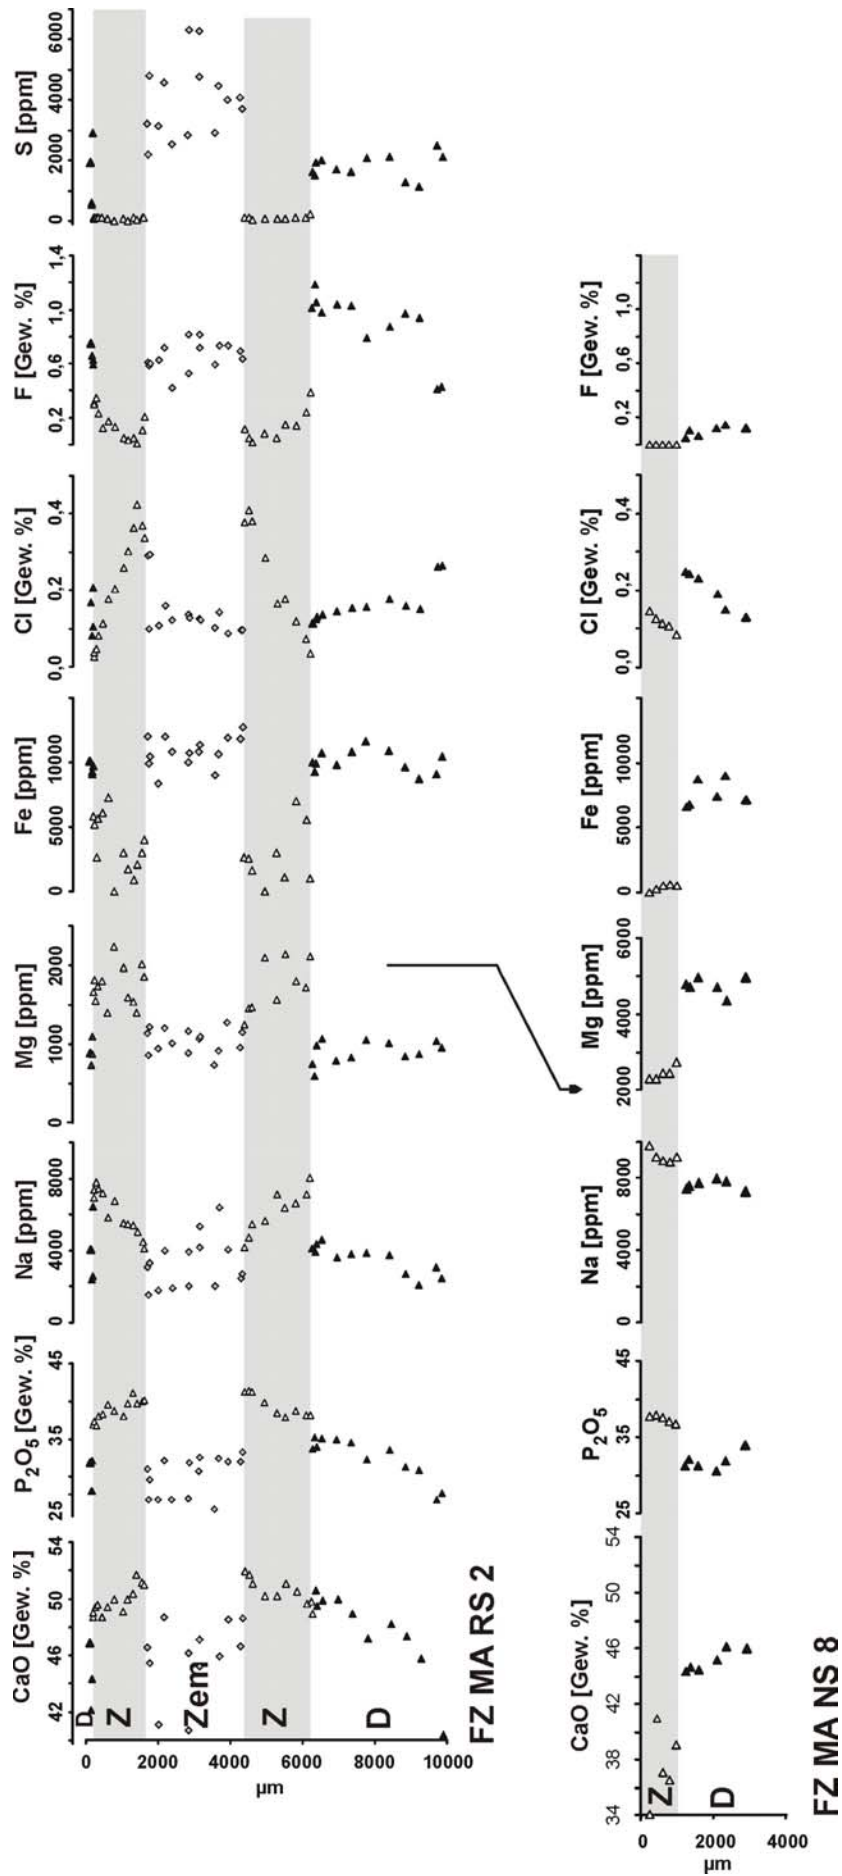 CaO [Gew. %] P₂O₅ [Gew. %] Na [ppm] Mg [ppm] Fe [ppm] Cl [Gew. %] F [Gew. %] S [ppm]
42 46 50 54 25 35 45 0 4000 8000 0 1000 2000 0 5000 10000 0,0 0,2 0,4 0,2 0,6 1,0 1,4 0 2000 4000 6000
0 D
Z
2000
Zem
4000
Z
6000
D
8000
10000
µm
FZ MA RS 2
CaO [Gew. %] P₂O₅ Na [ppm] Mg [ppm] Fe [ppm] Cl [Gew. %] F [Gew. %]
34 38 42 46 50 54 25 35 45 0 4000 8000 2000 4000 6000 0 5000 10000 0,0 0,2 0,4 0,2 0,6 1,0
0
Z
2000
D
4000
µm
FZ MA NS 8